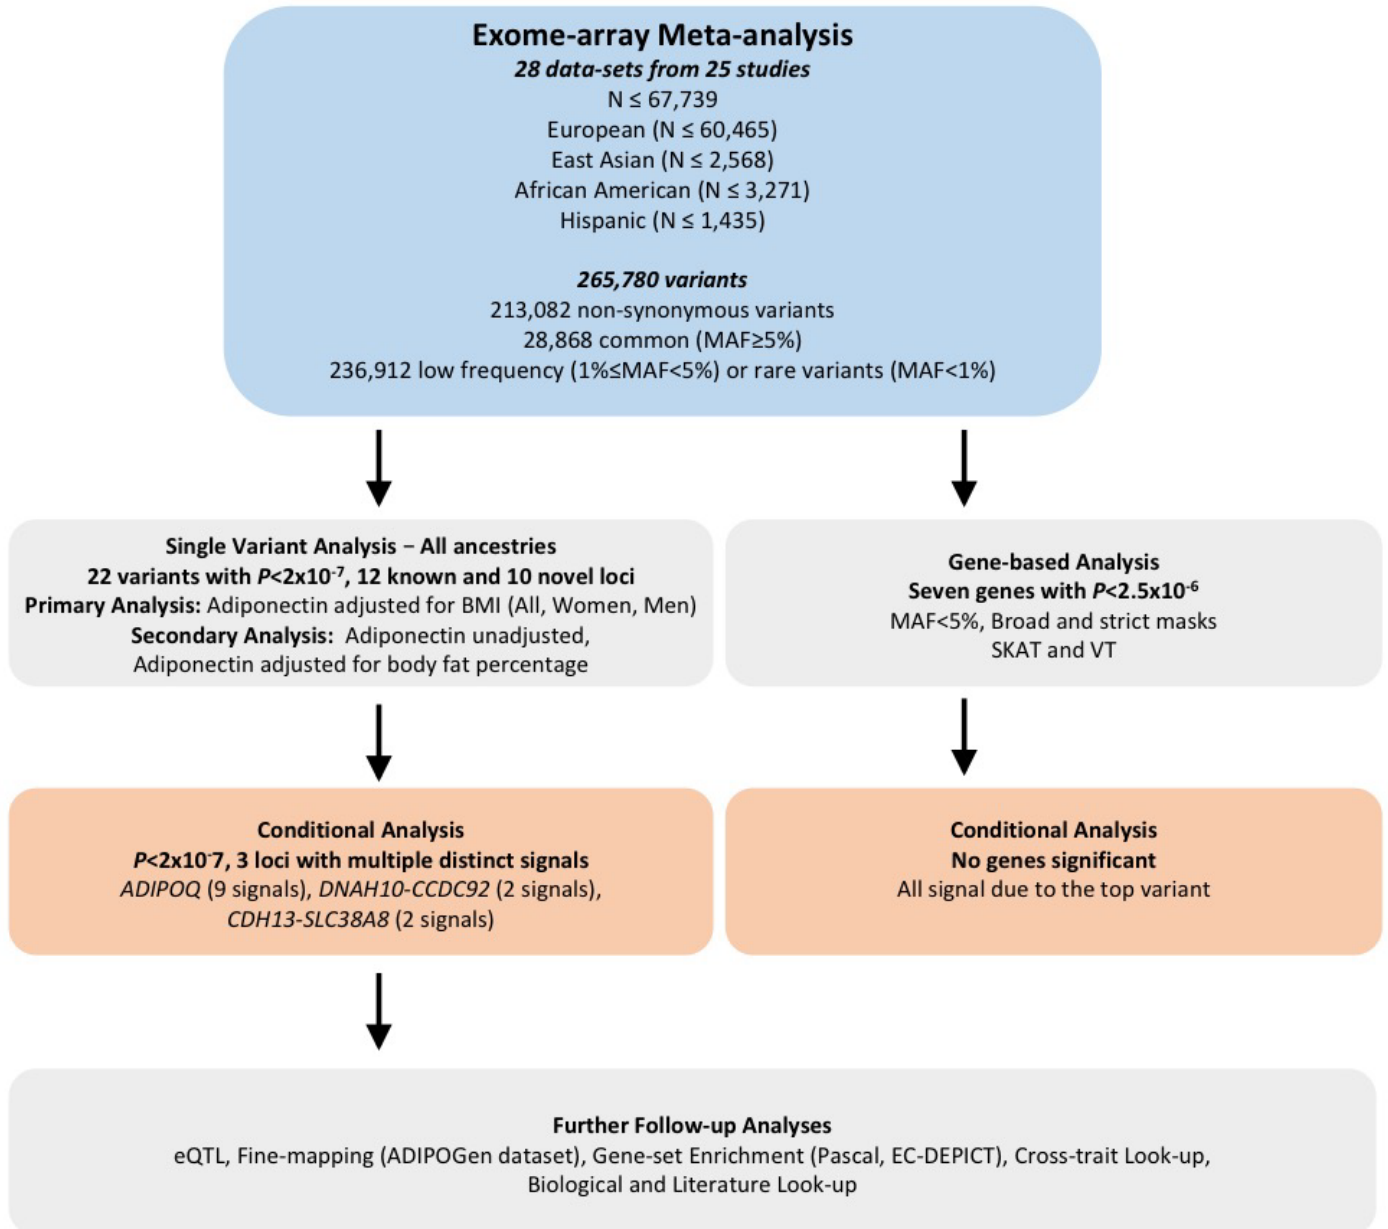 Exome-array Meta-analysis
28 data-sets from 25 studies
N ≤ 67,739
European (N ≤ 60,465)
East Asian (N ≤ 2,568)
African American (N ≤ 3,271)
Hispanic (N ≤ 1,435)
265,780 variants
213,082 non-synonymous variants
28,868 common (MAF≥5%)
236,912 low frequency (1%≤MAF<5%) or rare variants (MAF<1%)
Single Variant Analysis – All ancestries
22 variants with P<2x10⁻⁷, 12 known and 10 novel loci
Primary Analysis: Adiponectin adjusted for BMI (All, Women, Men)
Secondary Analysis: Adiponectin unadjusted,
Adiponectin adjusted for body fat percentage
Gene-based Analysis
Seven genes with P<2.5x10⁻⁶
MAF<5%, Broad and strict masks
SKAT and VT
Conditional Analysis
P<2x10⁻7, 3 loci with multiple distinct signals
ADIPOQ (9 signals), DNAH10-CCDC92 (2 signals),
CDH13-SLC38A8 (2 signals)
Conditional Analysis
No genes significant
All signal due to the top variant
Further Follow-up Analyses
eQTL, Fine-mapping (ADIPOGen dataset), Gene-set Enrichment (Pascal, EC-DEPICT), Cross-trait Look-up,
Biological and Literature Look-up